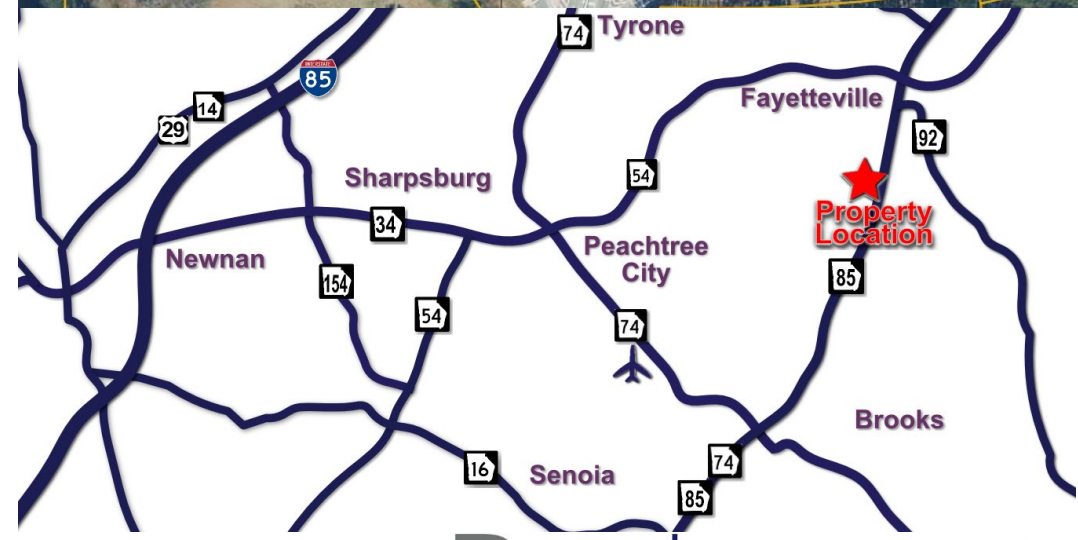 74
Tyrone
INTERSTATE
85
14
29
Fayetteville
92
Sharpsburg
54
Property
Location
34
Peachtree
City
Newnan
154
85
54
74
Brooks
74
16
Senoia
85